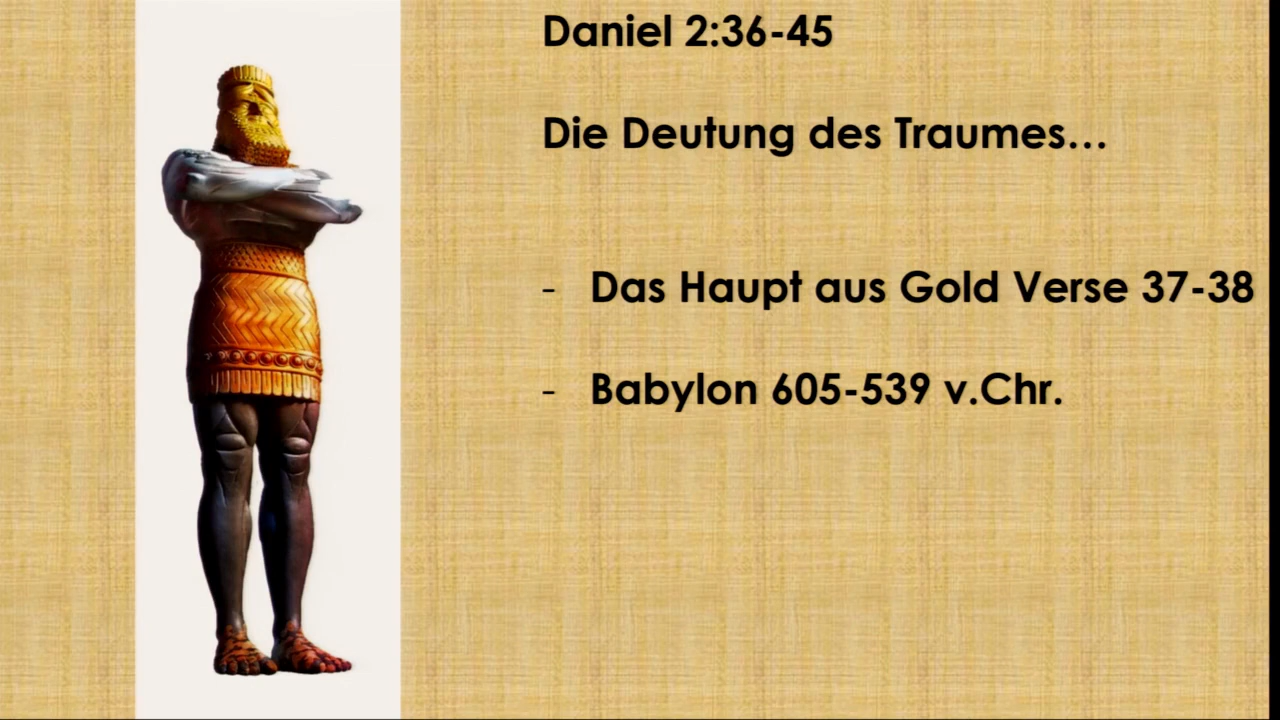 Daniel 2:36-45
Die Deutung des Traumes...
- Das Haupt aus Gold Verse 37-38
- Babylon 605-539 v.Chr.